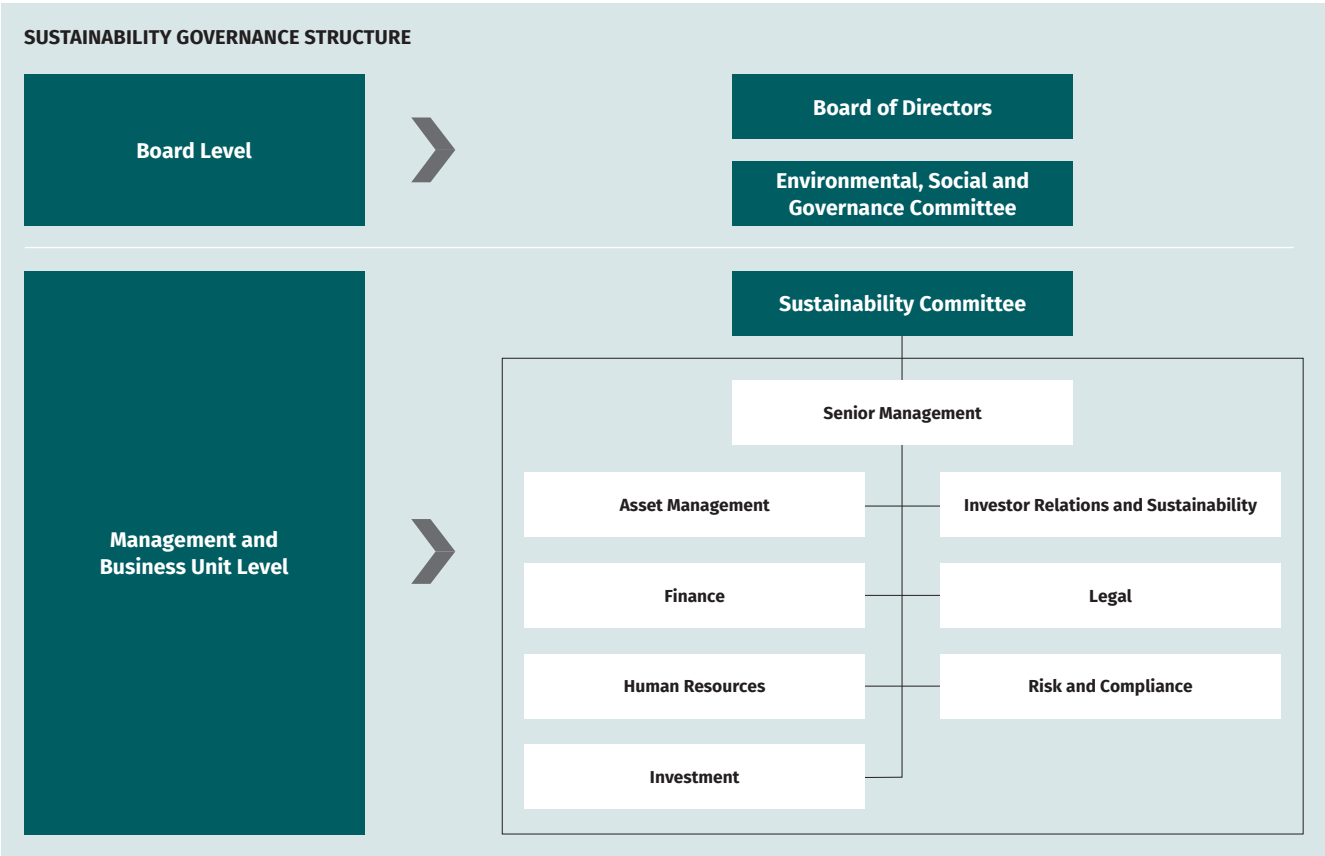 SUSTAINABILITY GOVERNANCE STRUCTURE
Board Level
Board of Directors
Environmental, Social and
Governance Committee
Management and
Business Unit Level
Sustainability Committee
Senior Management
Asset Management
Investor Relations and Sustainability
Finance
Legal
Human Resources
Risk and Compliance
Investment